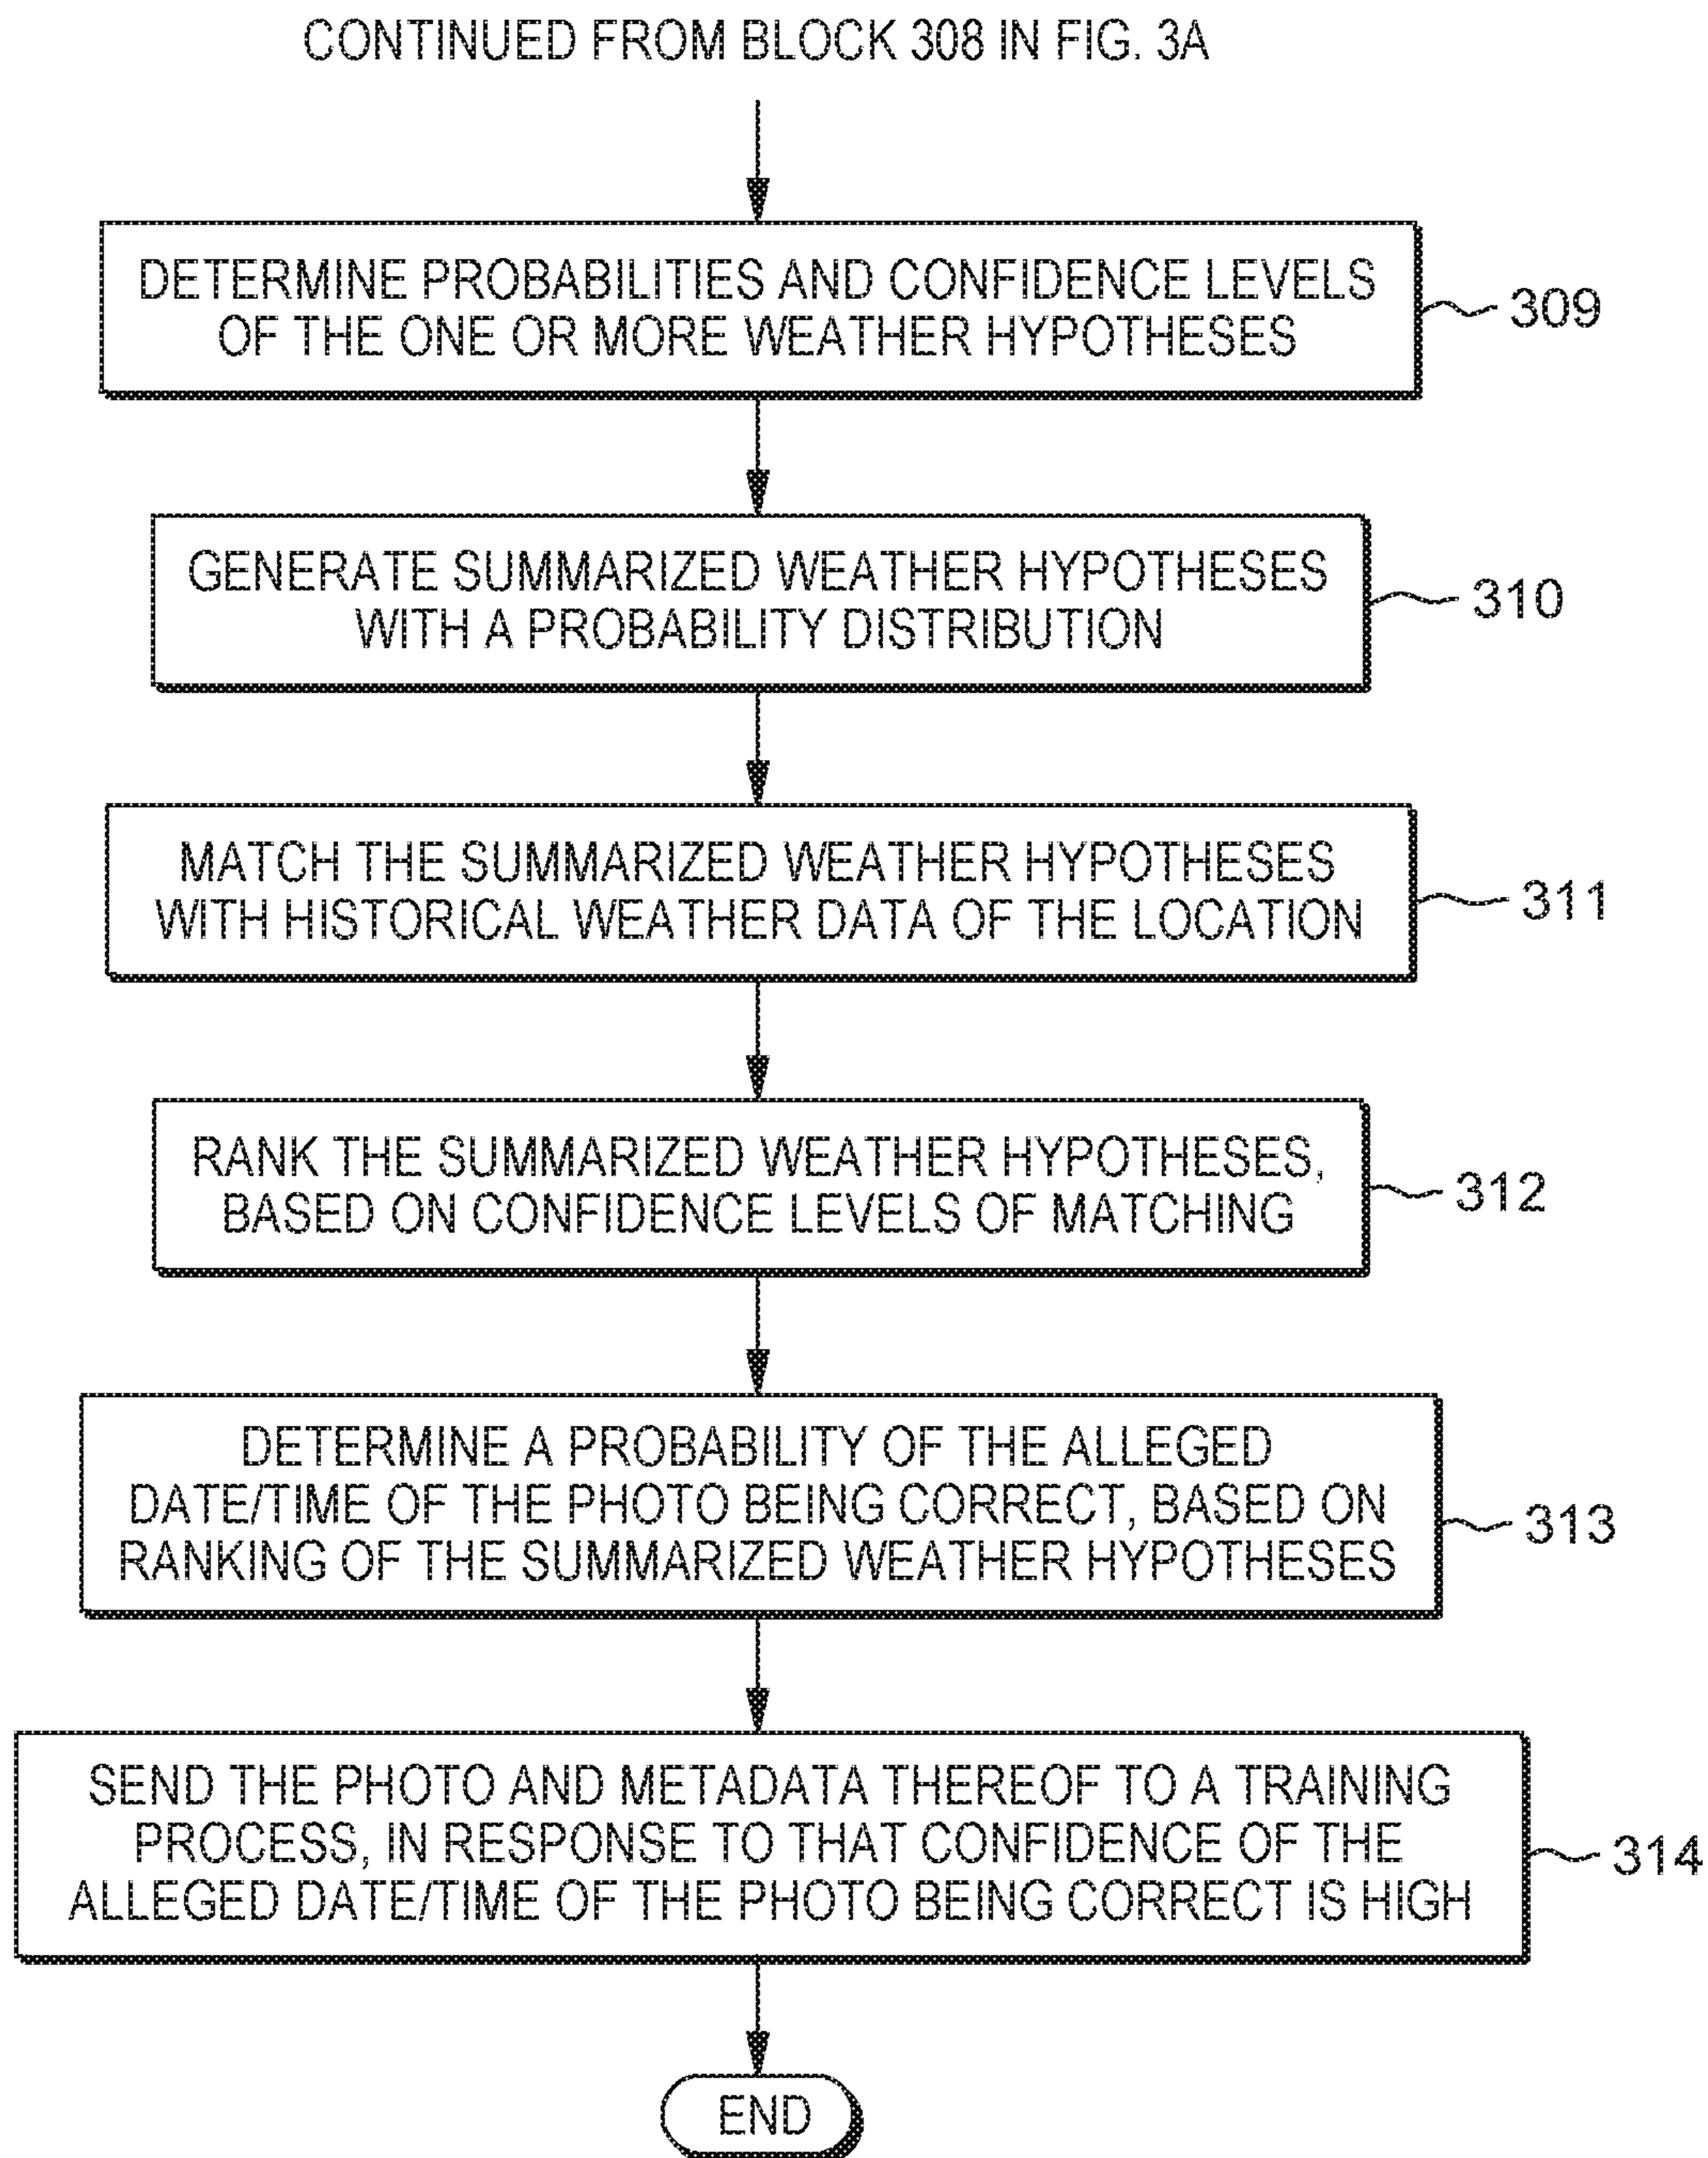 CONTINUED FROM BLOCK 308 IN FIG. 3A
DETERMINE PROBABILITIES AND CONFIDENCE LEVELS
OF THE ONE OR MORE WEATHER HYPOTHESES
309
GENERATE SUMMARIZED WEATHER HYPOTHESES
WITH A PROBABILITY DISTRIBUTION
310
MATCH THE SUMMARIZED WEATHER HYPOTHESES
WITH HISTORICAL WEATHER DATA OF THE LOCATION
311
RANK THE SUMMARIZED WEATHER HYPOTHESES,
BASED ON CONFIDENCE LEVELS OF MATCHING
312
DETERMINE A PROBABILITY OF THE ALLEGED
DATE/TIME OF THE PHOTO BEING CORRECT, BASED ON
RANKING OF THE SUMMARIZED WEATHER HYPOTHESES
313
SEND THE PHOTO AND METADATA THEREOF TO A TRAINING
PROCESS, IN RESPONSE TO THAT CONFIDENCE OF THE
ALLEGED DATE/TIME OF THE PHOTO BEING CORRECT IS HIGH
314
END